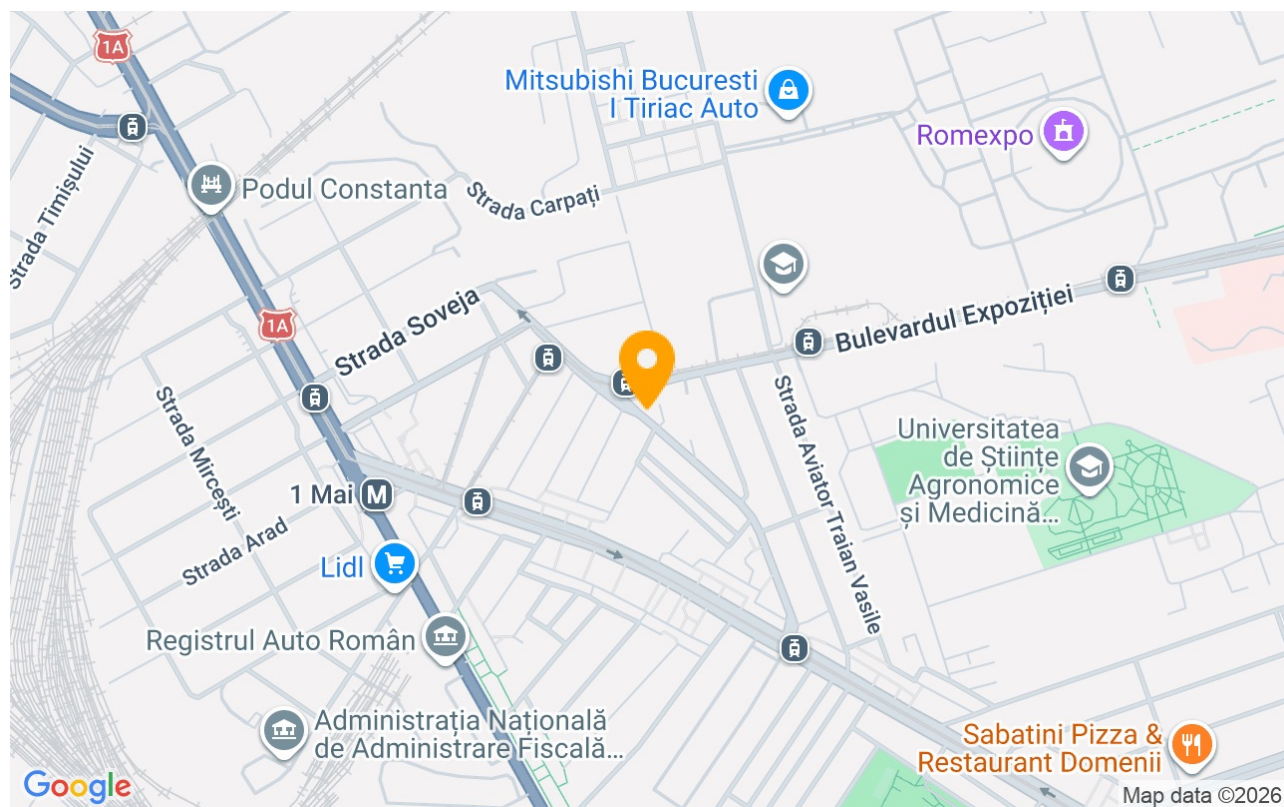 1A
Mitsubishi Bucuresti
I Tiriac Auto
Romexpo
Strada Timișului
Podul Constanta
Strada Carpați
1A
Strada Soveja
Bulevardul Expoziției
Strada Mircești
Strada Aviator Traian Vasile
Universitatea
de Științe
Agronomice
și Medicină...
1 Mai M
Strada Arad
Lidl
Registrul Auto Român
Administrația Națională
de Administrare Fiscală...
Sabatini Pizza &
Restaurant Domenii
Google
Map data ©2026